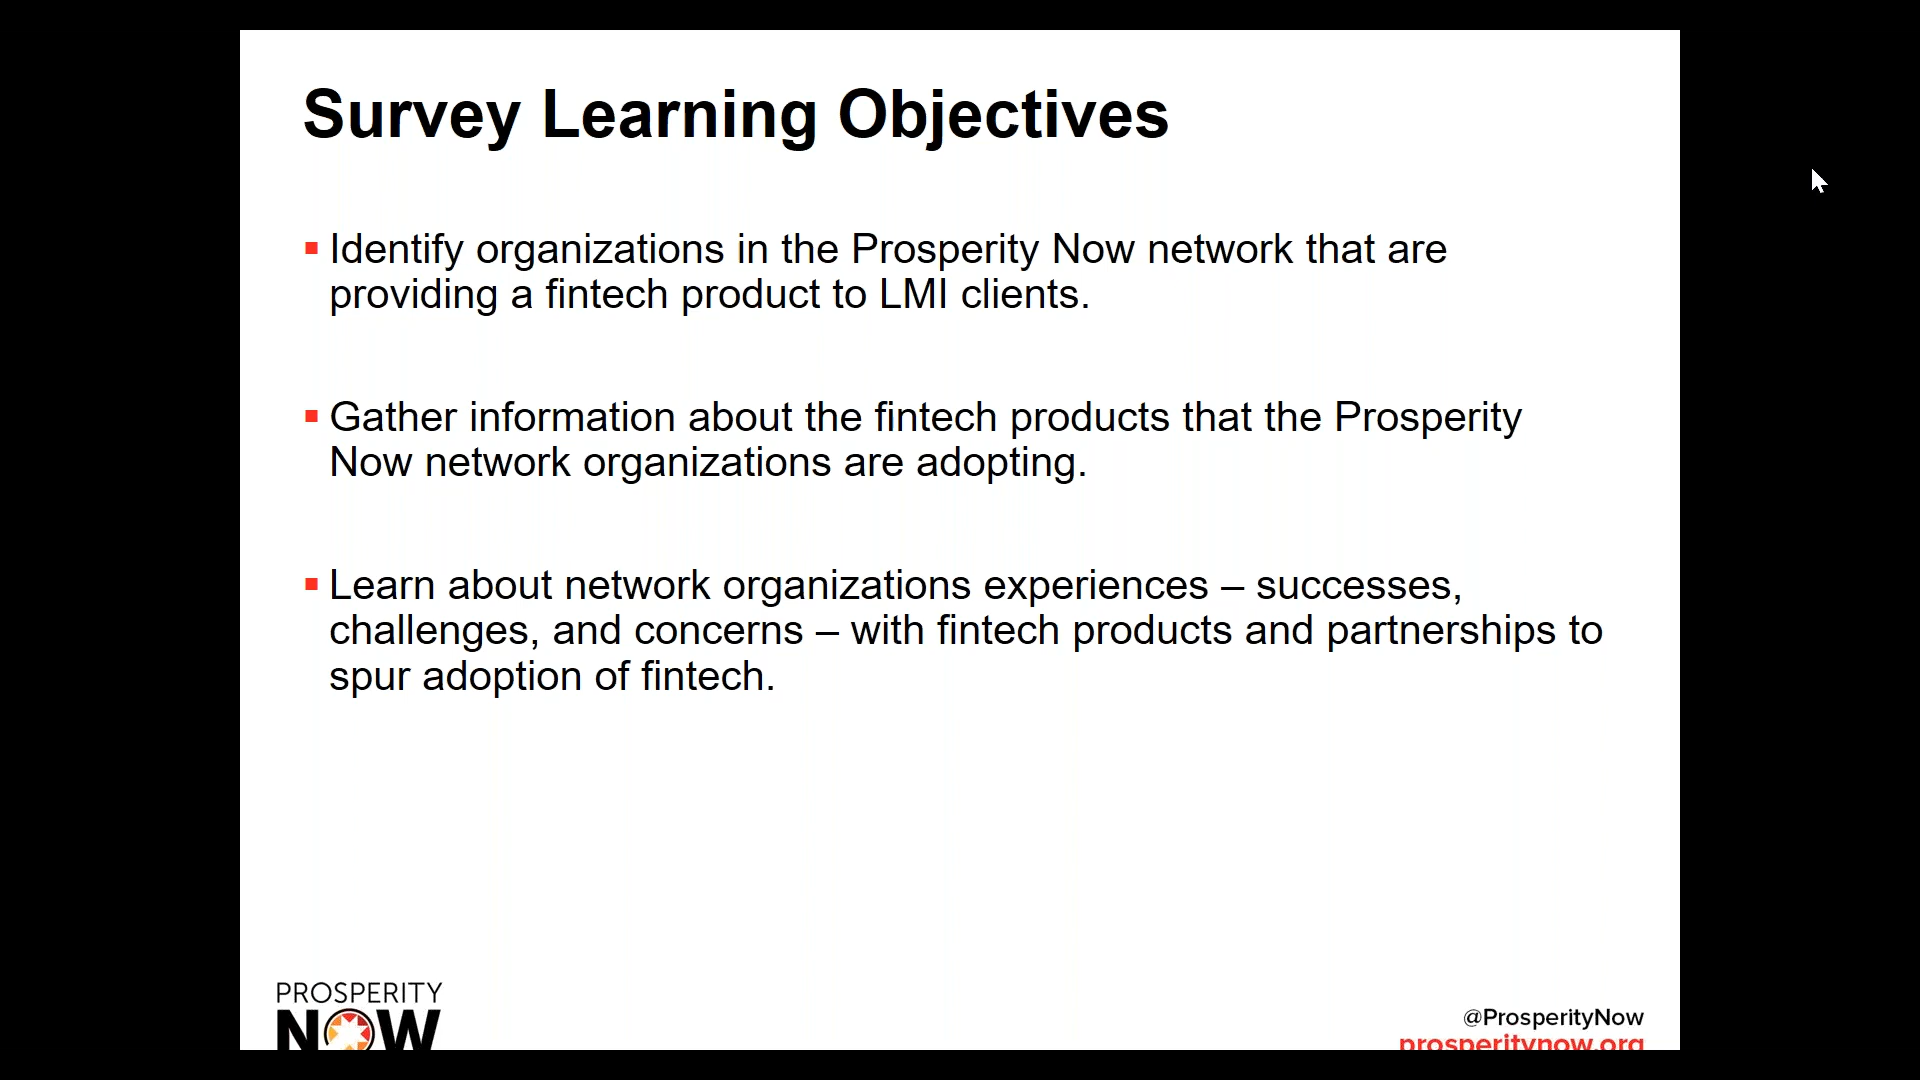 Survey Learning Objectives
Identify organizations in the Prosperity Now network that are
providing a fintech product to LMI clients.
Gather information about the fintech products that the Prosperity
Now network organizations are adopting.
Learn about network organizations experiences – successes,
challenges, and concerns – with fintech products and partnerships to
spur adoption of fintech.
PROSPERITY
NOW
@ProsperityNow
prosperitynow.org